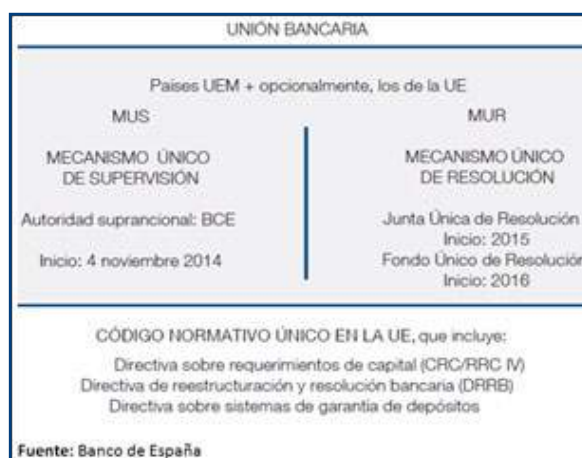 UNIÓN BANCARIA
Paises UEM + opcionalmente, los de la UE
MUS
MECANISMO ÚNICO
DE SUPERVISIÓN
Autoridad suprancional: BCE
Inicio: 4 noviembre 2014
MUR
MECANISMO ÚNICO
DE RESOLUCIÓN
Junta Única de Resolución
Inicio: 2015
Fondo Único de Resolución
Inicio: 2016
CÓDIGO NORMATIVO ÚNICO EN LA UE, que incluye:
Directiva sobre requerimientos de capital (CRC/RRC IV)
Directiva de reestructuración y resolución bancaria (DRRB)
Directiva sobre sistemas de garantia de depósitos
Fuente: Banco de España